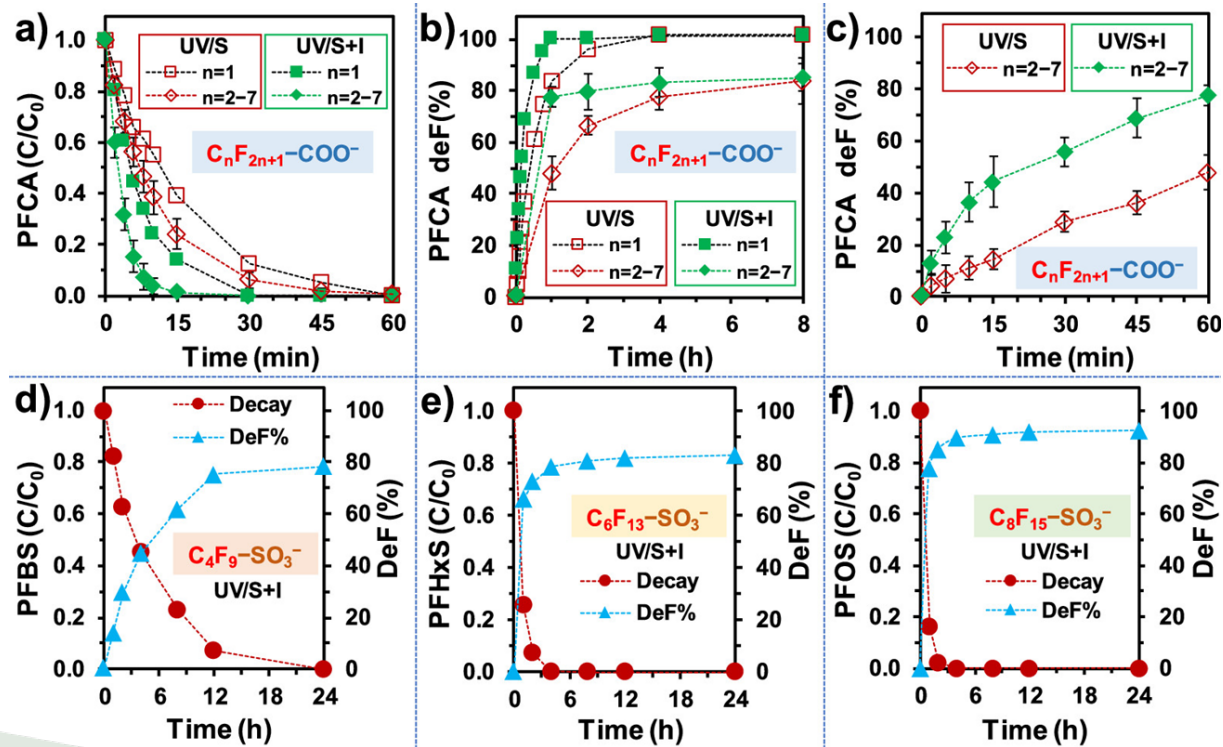 a)
PFCA (C/C0)
1.0
0.8
0.6
0.4
0.2
0.0
UV/S
n=1
n=2–7
UV/S+I
n=1
n=2–7
CnF2n+1–COO−
0 15 30 45 60
Time (min)
b)
PFCA deF(%)
100
80
60
40
20
0
CnF2n+1–COO−
UV/S
n=1
n=2–7
UV/S+I
n=1
n=2–7
0 2 4 6 8
Time (h)
c)
PFCA deF (%)
100
80
60
40
20
0
UV/S
n=2–7
UV/S+I
n=2–7
CnF2n+1–COO−
0 15 30 45 60
Time (min)
d)
PFBS (C/C0)
1.0
0.8
0.6
0.4
0.2
0.0
Decay
DeF%
C4F9–SO3−
UV/S+I
100
80
60
40
20
0
DeF (%)
0 6 12 18 24
Time (h)
e)
PFHxS (C/C0)
1.0
0.8
0.6
0.4
0.2
0.0
C6F13–SO3−
UV/S+I
Decay
DeF%
100
80
60
40
20
0
DeF (%)
0 6 12 18 24
Time (h)
f)
PFOS (C/C0)
1.0
0.8
0.6
0.4
0.2
0.0
C8F15–SO3−
UV/S+I
Decay
DeF%
100
80
60
40
20
0
DeF (%)
0 6 12 18 24
Time (h)